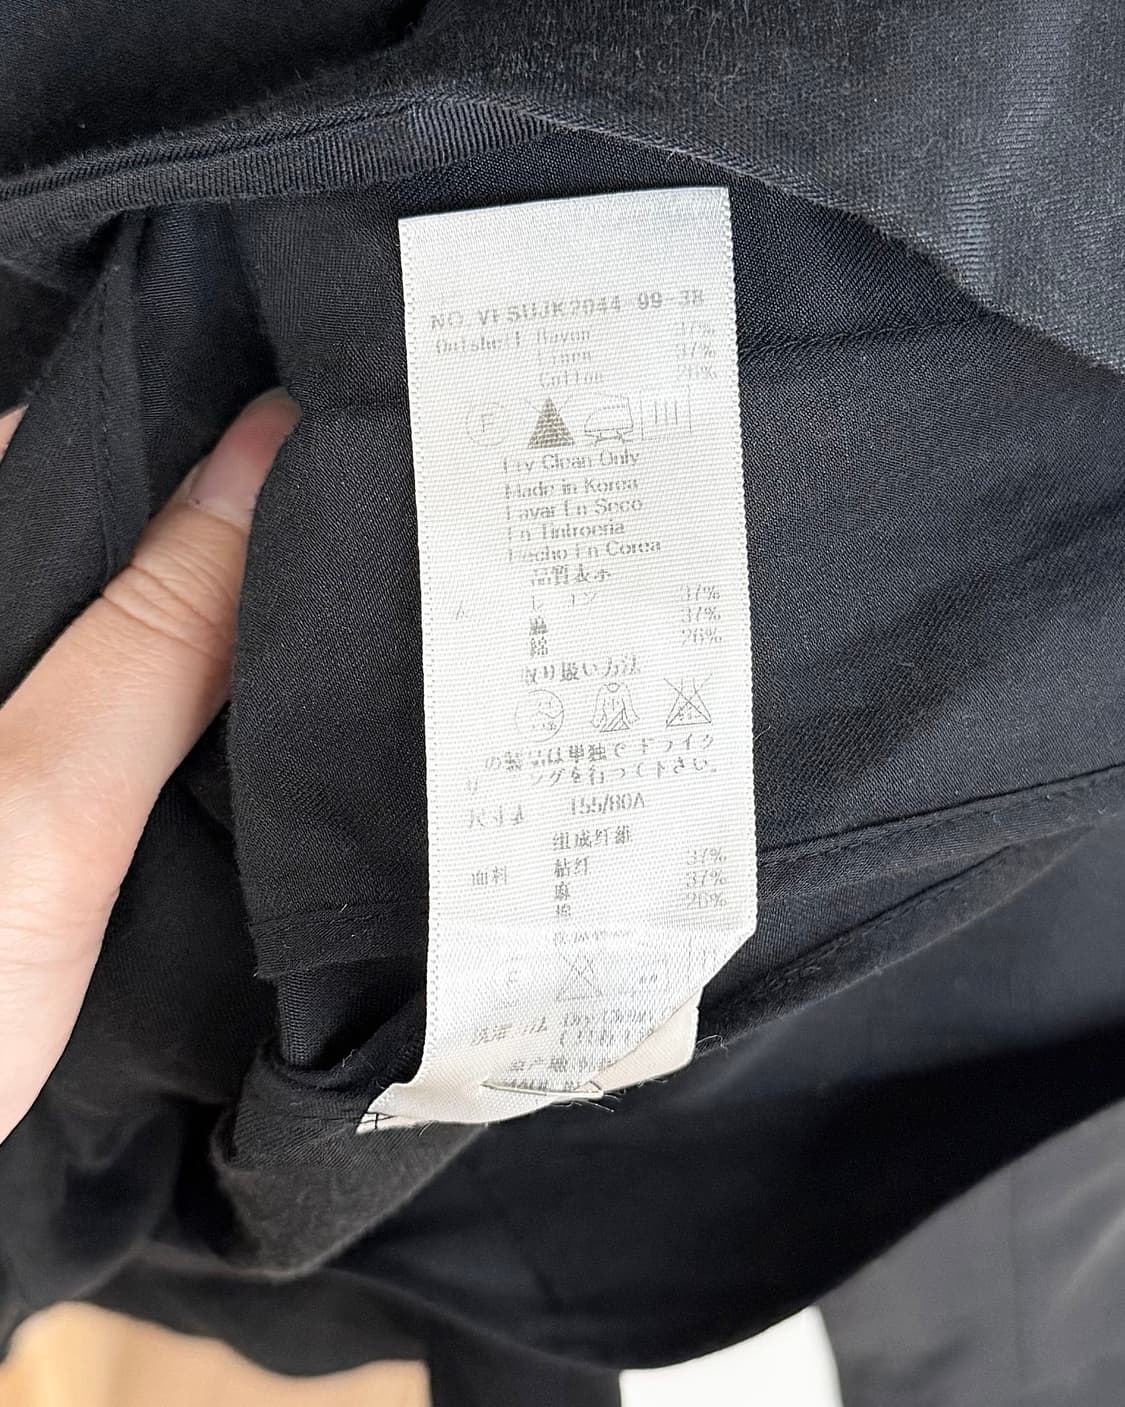 NO. VFSUJK2044 99 38
Outshell Rayon 37%
Linen 37%
Cotton 26%
F
Dry Clean Only
Made in Korea
Lavar En Seco
En Tintroeria
Hecho En Corea
品質表示
レーヨン 37%
麻 37%
綿 26%
取り扱い方法
の製品は単独でドライク
リーニングを行って下さい。
尺寸 155/80A
组成纤维
面料 粘纤 37%
麻 37%
棉 26%
F
Dry Clean